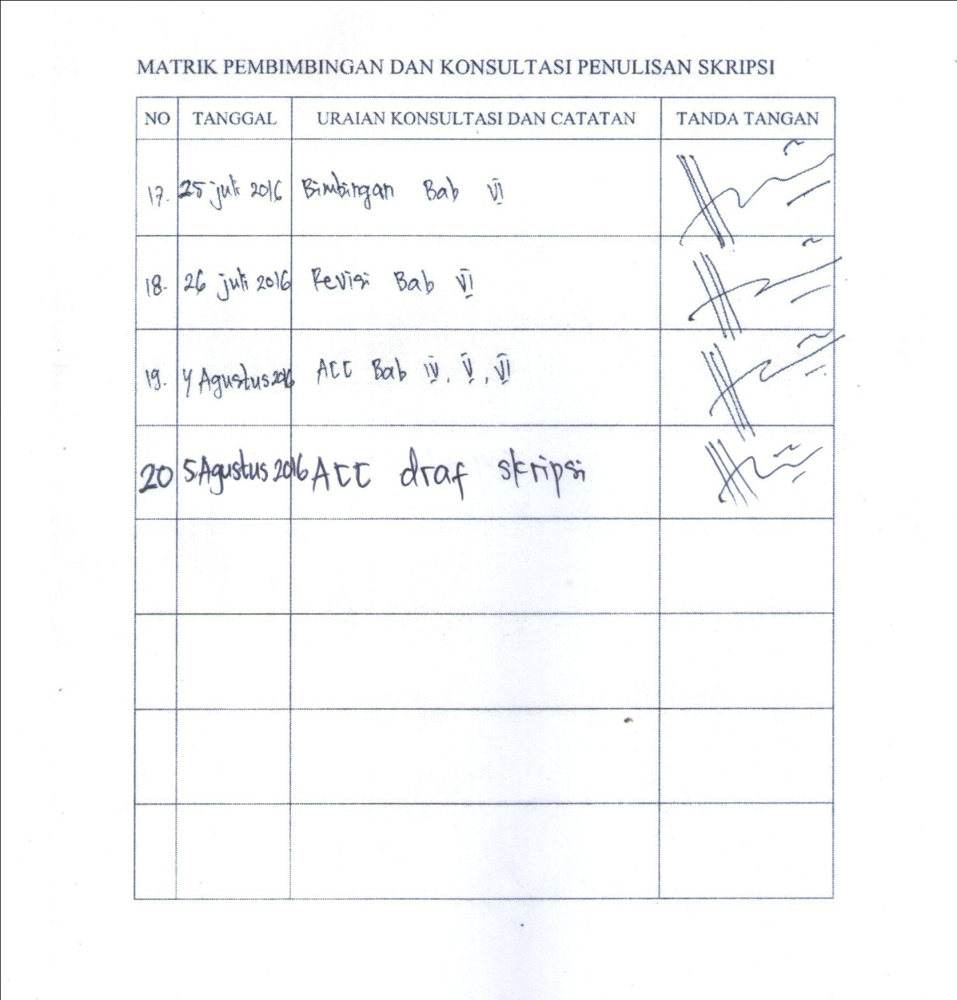 MATRIK PEMBIMBINGAN DAN KONSULTASI PENULISAN SKRIPSI
NO TANGGAL URAIAN KONSULTASI DAN CATATAN TANDA TANGAN
17. 25 juli 2016 Bimbingan Bab VI
18. 26 juli 2016 Revisi Bab VI
19. 4 Agustus 2016 ACC Bab IV, V, VI
20 5 Agustus 2016 ACC draf skripsi